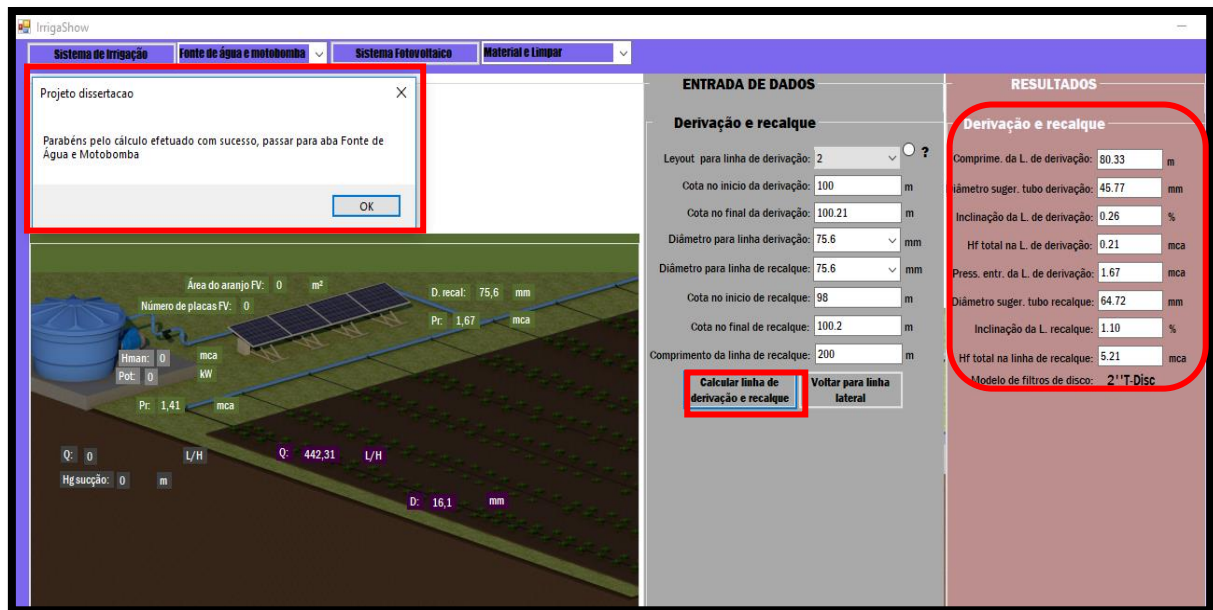 IrrigaShow
Sistema de Irrigação Fonte de água e motobomba Sistema Fotovoltaico Material e Limpar
Projeto dissertacao
Parabéns pelo cálculo efetuado com sucesso, passar para aba Fonte de
Água e Motobomba
OK
Área do aranjo FV: 0 m²
Número de placas FV: 0
D. recal: 75,6 mm
Pr: 1,67 mca
Hman: 0 mca
Pot: 0 kW
Pr: 1,41 mca
Q: 0 L/H
Q: 442,31 L/H
Hg sucção: 0 m
D: 16,1 mm
ENTRADA DE DADOS
Derivação e recalque
Leyout para linha de derivação: 2 ?
Cota no inicio da derivação: 100 m
Cota no final da derivação: 100.21 m
Diâmetro para linha derivação: 75.6 mm
Diâmetro para linha de recalque: 75.6 mm
Cota no inicio de recalque: 98 m
Cota no final de recalque: 100.2 m
Comprimento da linha de recalque: 200 m
Calcular linha de
derivação e recalque
Voltar para linha
lateral
RESULTADOS
Derivação e recalque
Comprime. da L. de derivação: 80.33 m
Diâmetro suger. tubo derivação: 45.77 mm
Inclinação da L. de derivação: 0.26 %
Hf total na L. de derivação: 0.21 mca
Press. entr. da L. de derivação: 1.67 mca
Diâmetro suger. tubo recalque: 64.72 mm
Inclinação da L. recalque: 1.10 %
Hf total na linha de recalque: 5.21 mca
Modelo de filtros de disco: 2''T-Disc